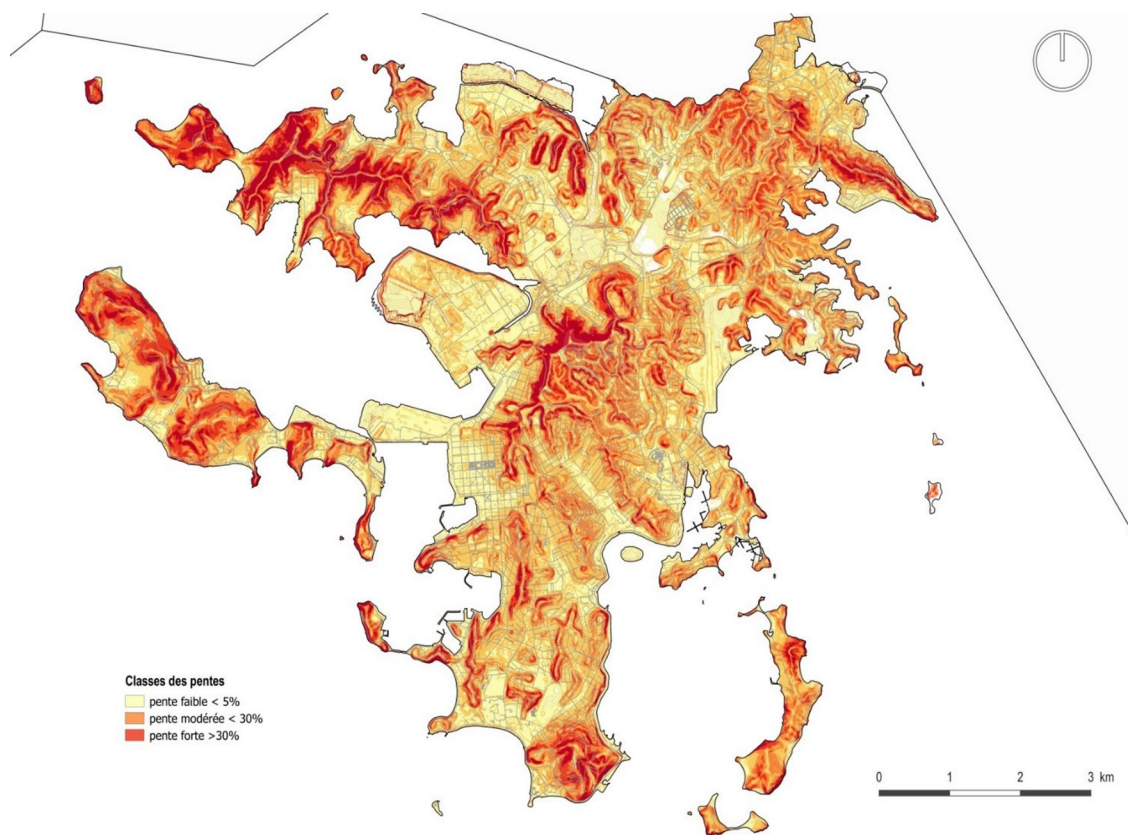 Classes des pentes
pente faible < 5%
pente modérée < 30%
pente forte >30%
0 1 2 3 km